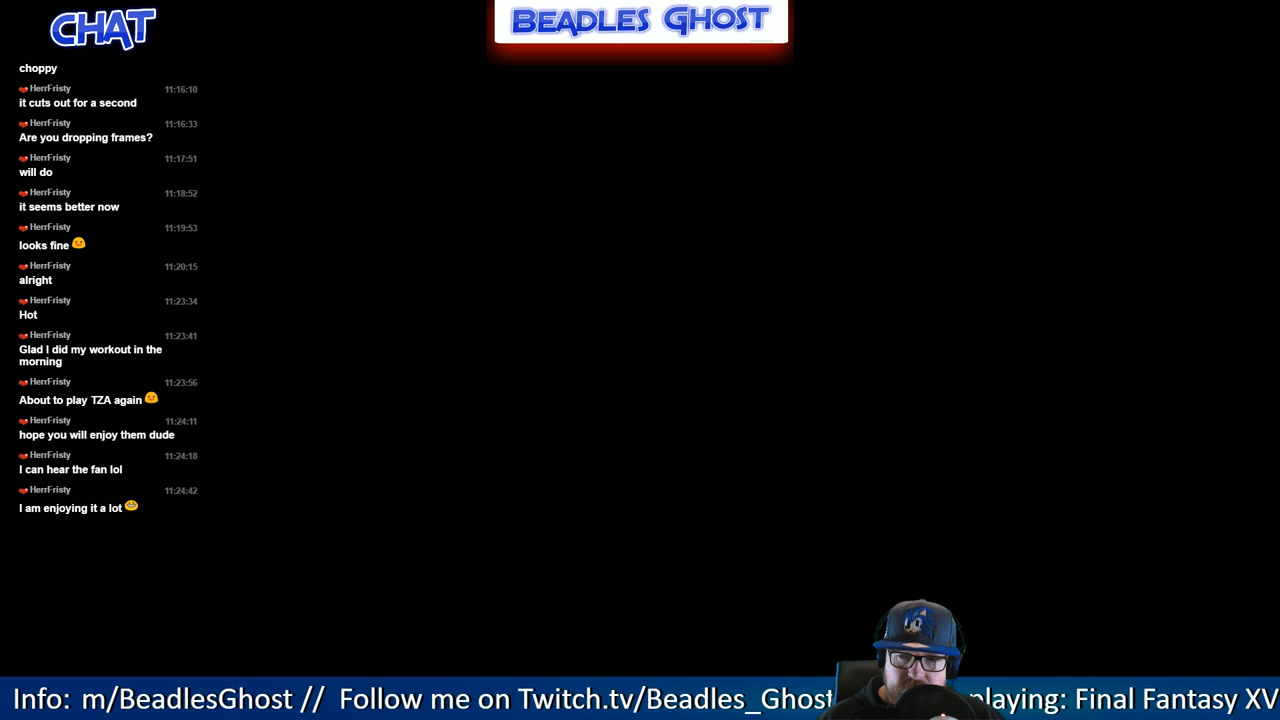 CHAT
BEADLES GHOST
choppy
HerrFristy 11:16:10
it cuts out for a second
HerrFristy 11:16:33
Are you dropping frames?
HerrFristy 11:17:51
will do
HerrFristy 11:18:52
it seems better now
HerrFristy 11:19:53
looks fine
HerrFristy 11:20:15
alright
HerrFristy 11:23:34
Hot
HerrFristy 11:23:41
Glad I did my workout in the
morning
HerrFristy 11:23:56
About to play TZA again
HerrFristy 11:24:11
hope you will enjoy them dude
HerrFristy 11:24:18
I can hear the fan lol
HerrFristy 11:24:42
I am enjoying it a lot
Info: m/BeadlesGhost // Follow me on Twitch.tv/Beadles_Ghost playing: Final Fantasy XV